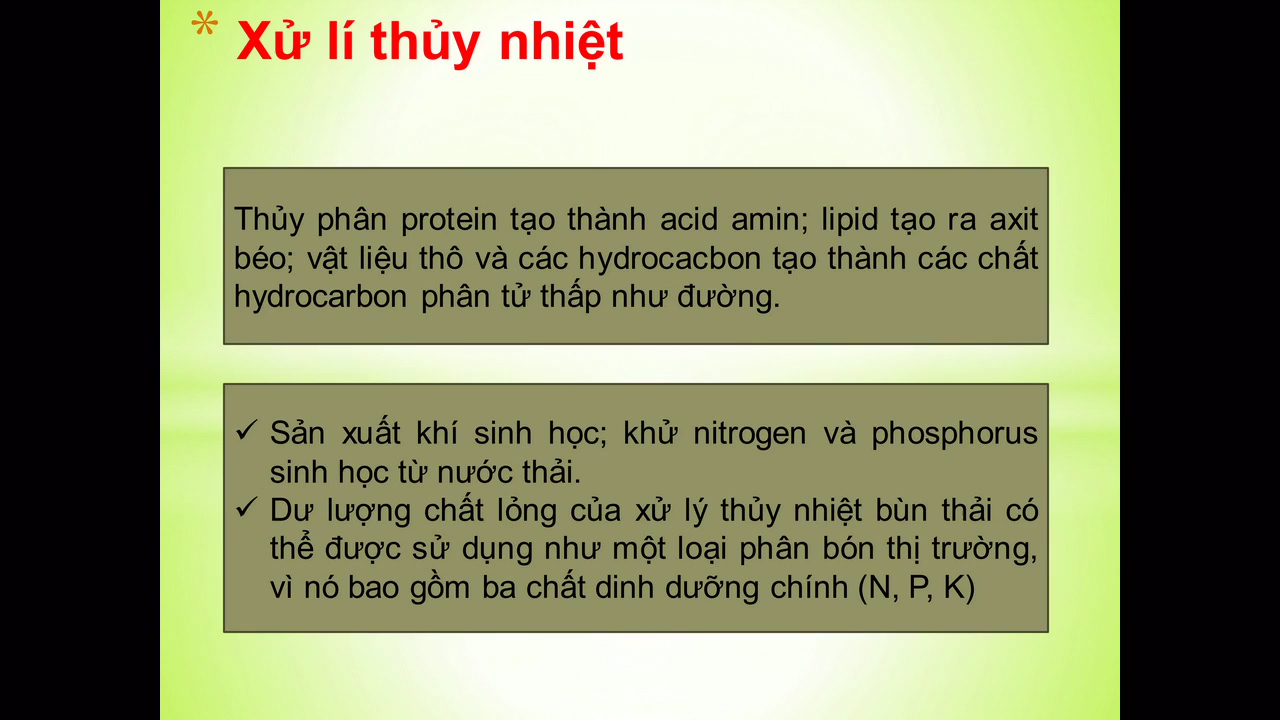 * Xử lí thủy nhiệt
Thủy phân protein tạo thành acid amin; lipid tạo ra axit
béo; vật liệu thô và các hydrocacbon tạo thành các chất
hydrocarbon phân tử thấp như đường.
✓ Sản xuất khí sinh học; khử nitrogen và phosphorus
sinh học từ nước thải.
✓ Dư lượng chất lỏng của xử lý thủy nhiệt bùn thải có
thể được sử dụng như một loại phân bón thị trường,
vì nó bao gồm ba chất dinh dưỡng chính (N, P, K)